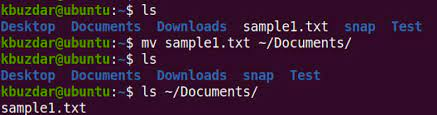 kbuzdar@ubuntu:~$ ls
Desktop  Documents  Downloads  sample1.txt  snap  Test
kbuzdar@ubuntu:~$ mv sample1.txt ~/Documents/
kbuzdar@ubuntu:~$ ls
Desktop  Documents  Downloads  snap  Test
kbuzdar@ubuntu:~$ ls ~/Documents/
sample1.txt